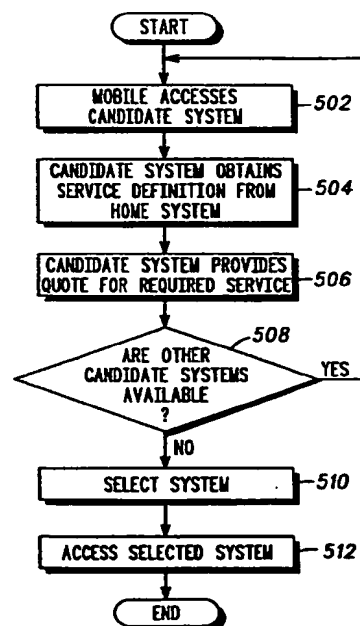 START
MOBILE ACCESSES
CANDIDATE SYSTEM
502
CANDIDATE SYSTEM OBTAINS
SERVICE DEFINITION FROM
HOME SYSTEM
504
CANDIDATE SYSTEM PROVIDES
QUOTE FOR REQUIRED SERVICE
506
508
ARE OTHER
CANDIDATE SYSTEMS
AVAILABLE
?
YES
NO
SELECT SYSTEM
510
ACCESS SELECTED SYSTEM
512
END